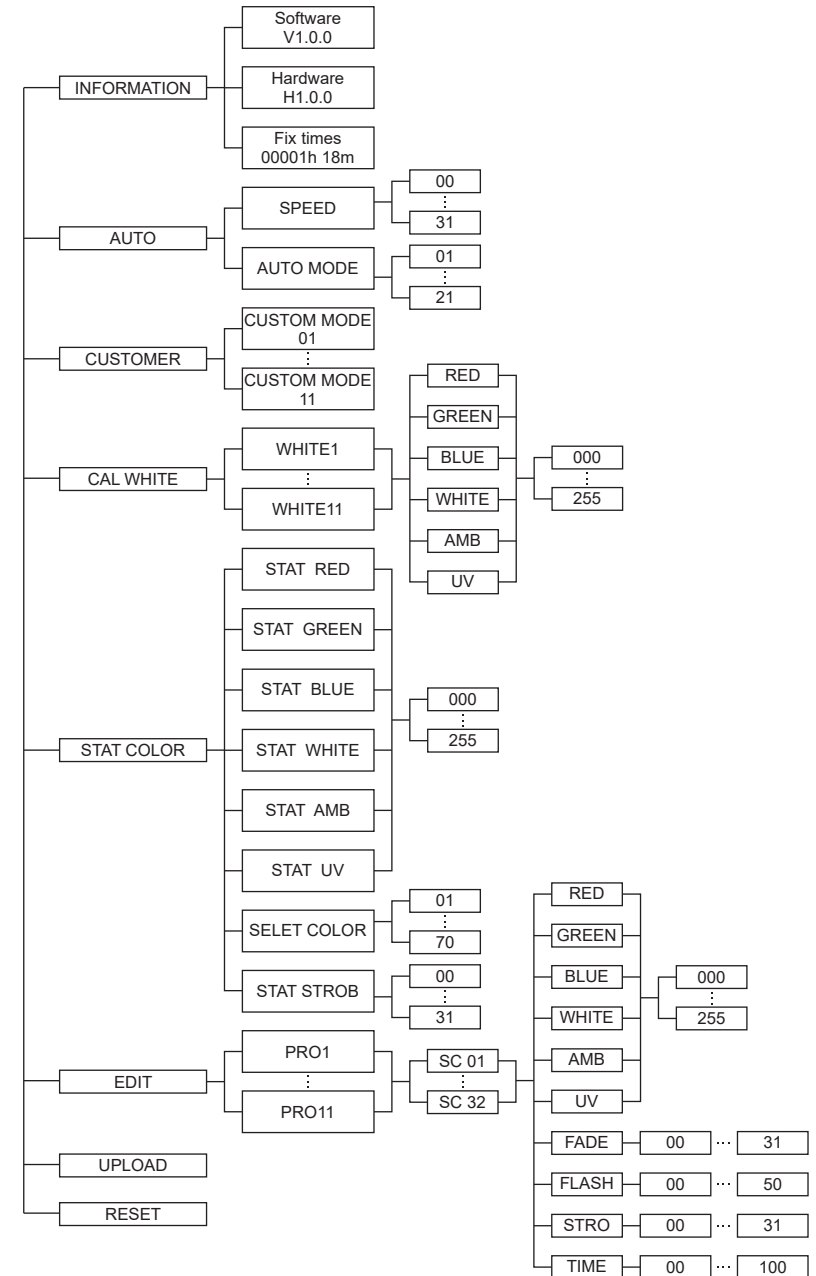 Software
V1.0.0
INFORMATION
Hardware
H1.0.0
Fix times
00001h 18m
AUTO
SPEED
00
31
AUTO MODE
01
21
CUSTOMER
CUSTOM MODE
01
CUSTOM MODE
11
CAL WHITE
WHITE1
WHITE11
RED
GREEN
BLUE
WHITE
AMB
UV
000
255
STAT COLOR
STAT RED
STAT GREEN
STAT BLUE
STAT WHITE
STAT AMB
STAT UV
000
255
SELET COLOR
01
70
STAT STROB
00
31
EDIT
PRO1
PRO11
SC 01
SC 32
RED
GREEN
BLUE
WHITE
AMB
UV
000
255
FADE 00 ... 31
FLASH 00 ... 50
STRO 00 ... 31
TIME 00 ... 100
UPLOAD
RESET